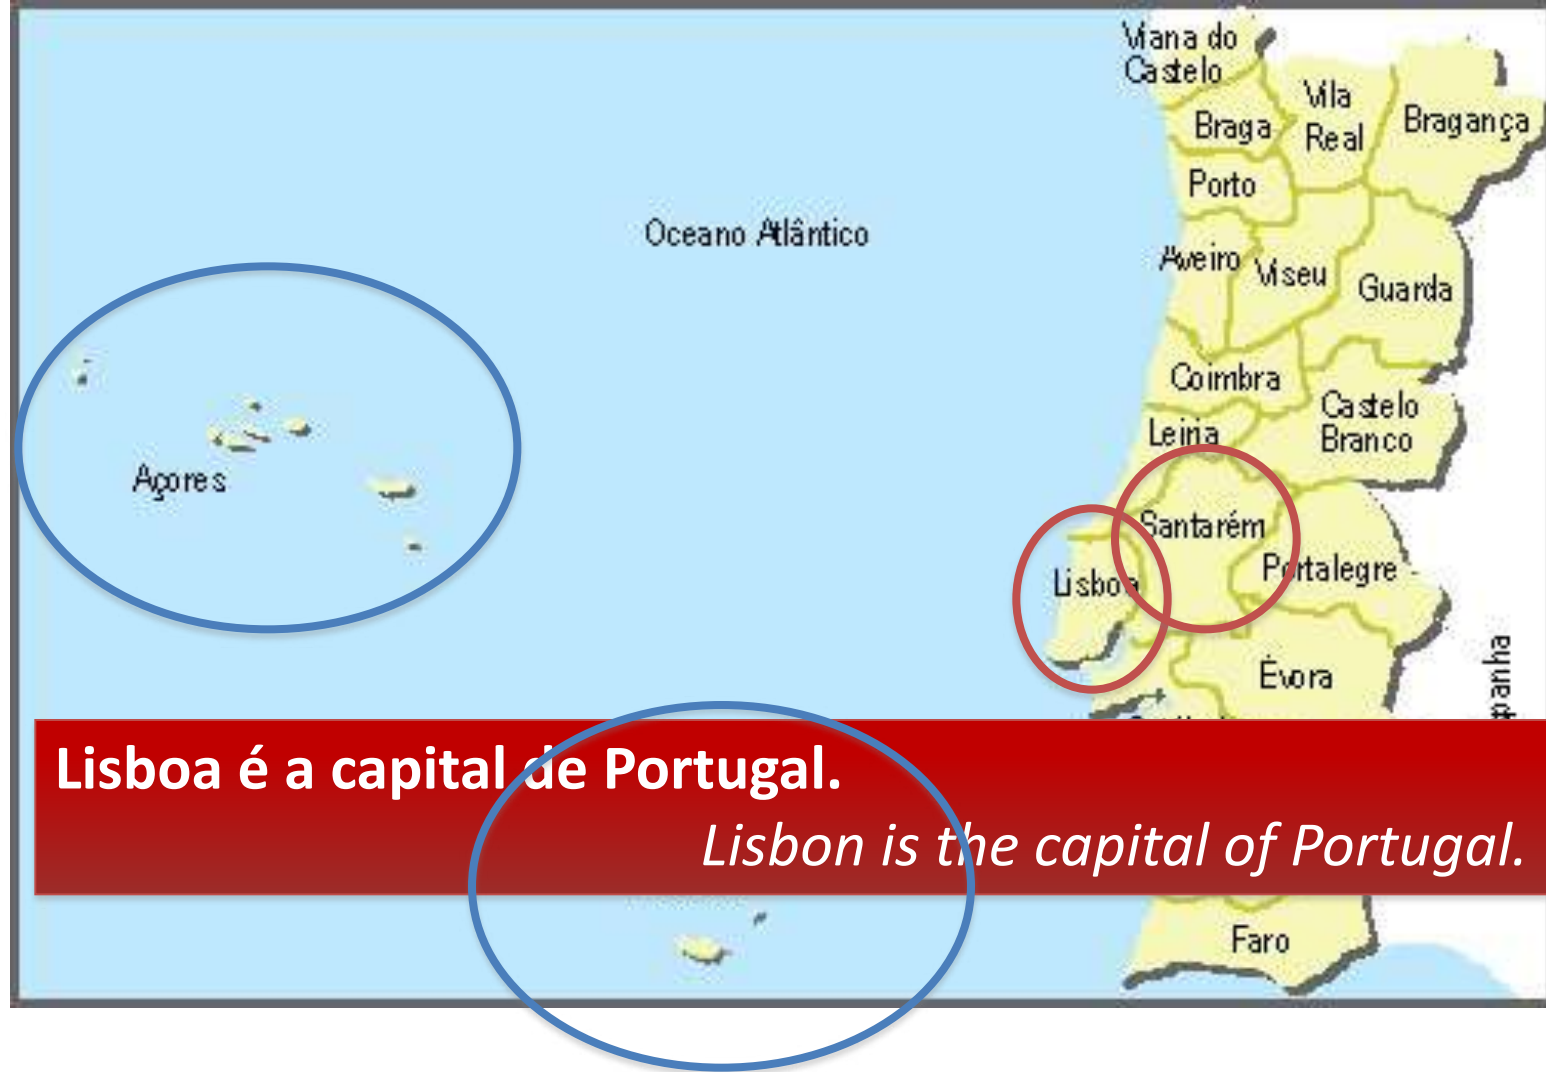 Viana do
Castelo
Braga
Vila
Real
Bragança
Porto
Oceano Atlântico
Aveiro
Viseu
Guarda
Coimbra
Castelo
Branco
Leiria
Açores
Santarém
Lisboa
Portalegre
Évora
Lisboa é a capital de Portugal.
Lisbon is the capital of Portugal.
Faro